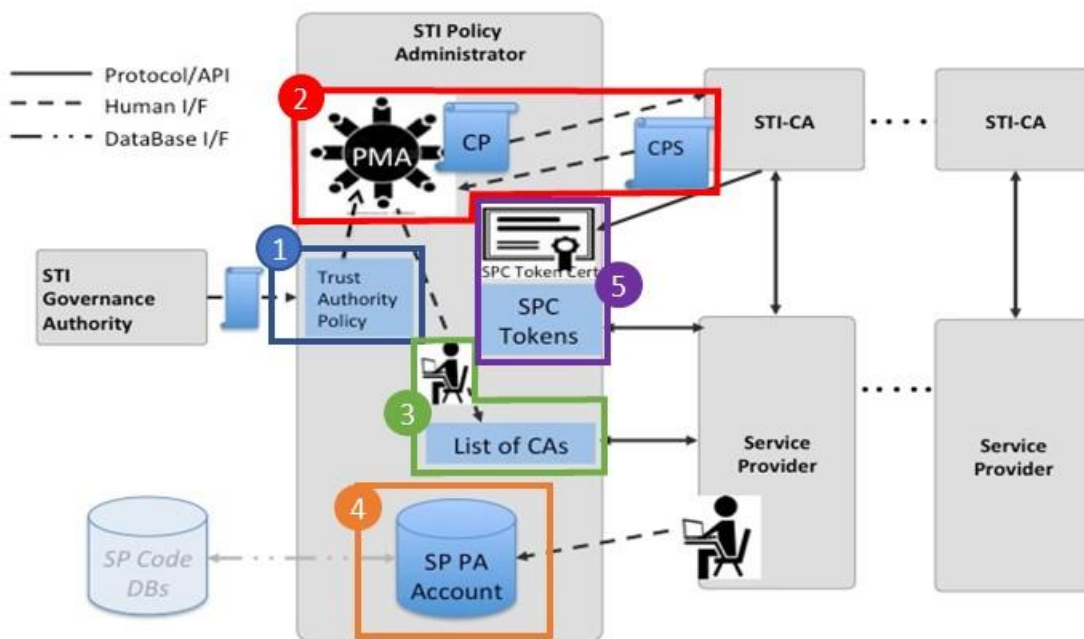 STI Policy
Administrator
Protocol/API
Human I/F
DataBase I/F
2
PMA
CP
CPS
STI-CA
STI-CA
1
STI
Governance
Authority
Trust
Authority
Policy
SPC Token Cert
5
SPC
Tokens
3
List of CAs
Service
Provider
Service
Provider
4
SP Code
DBs
SP PA
Account